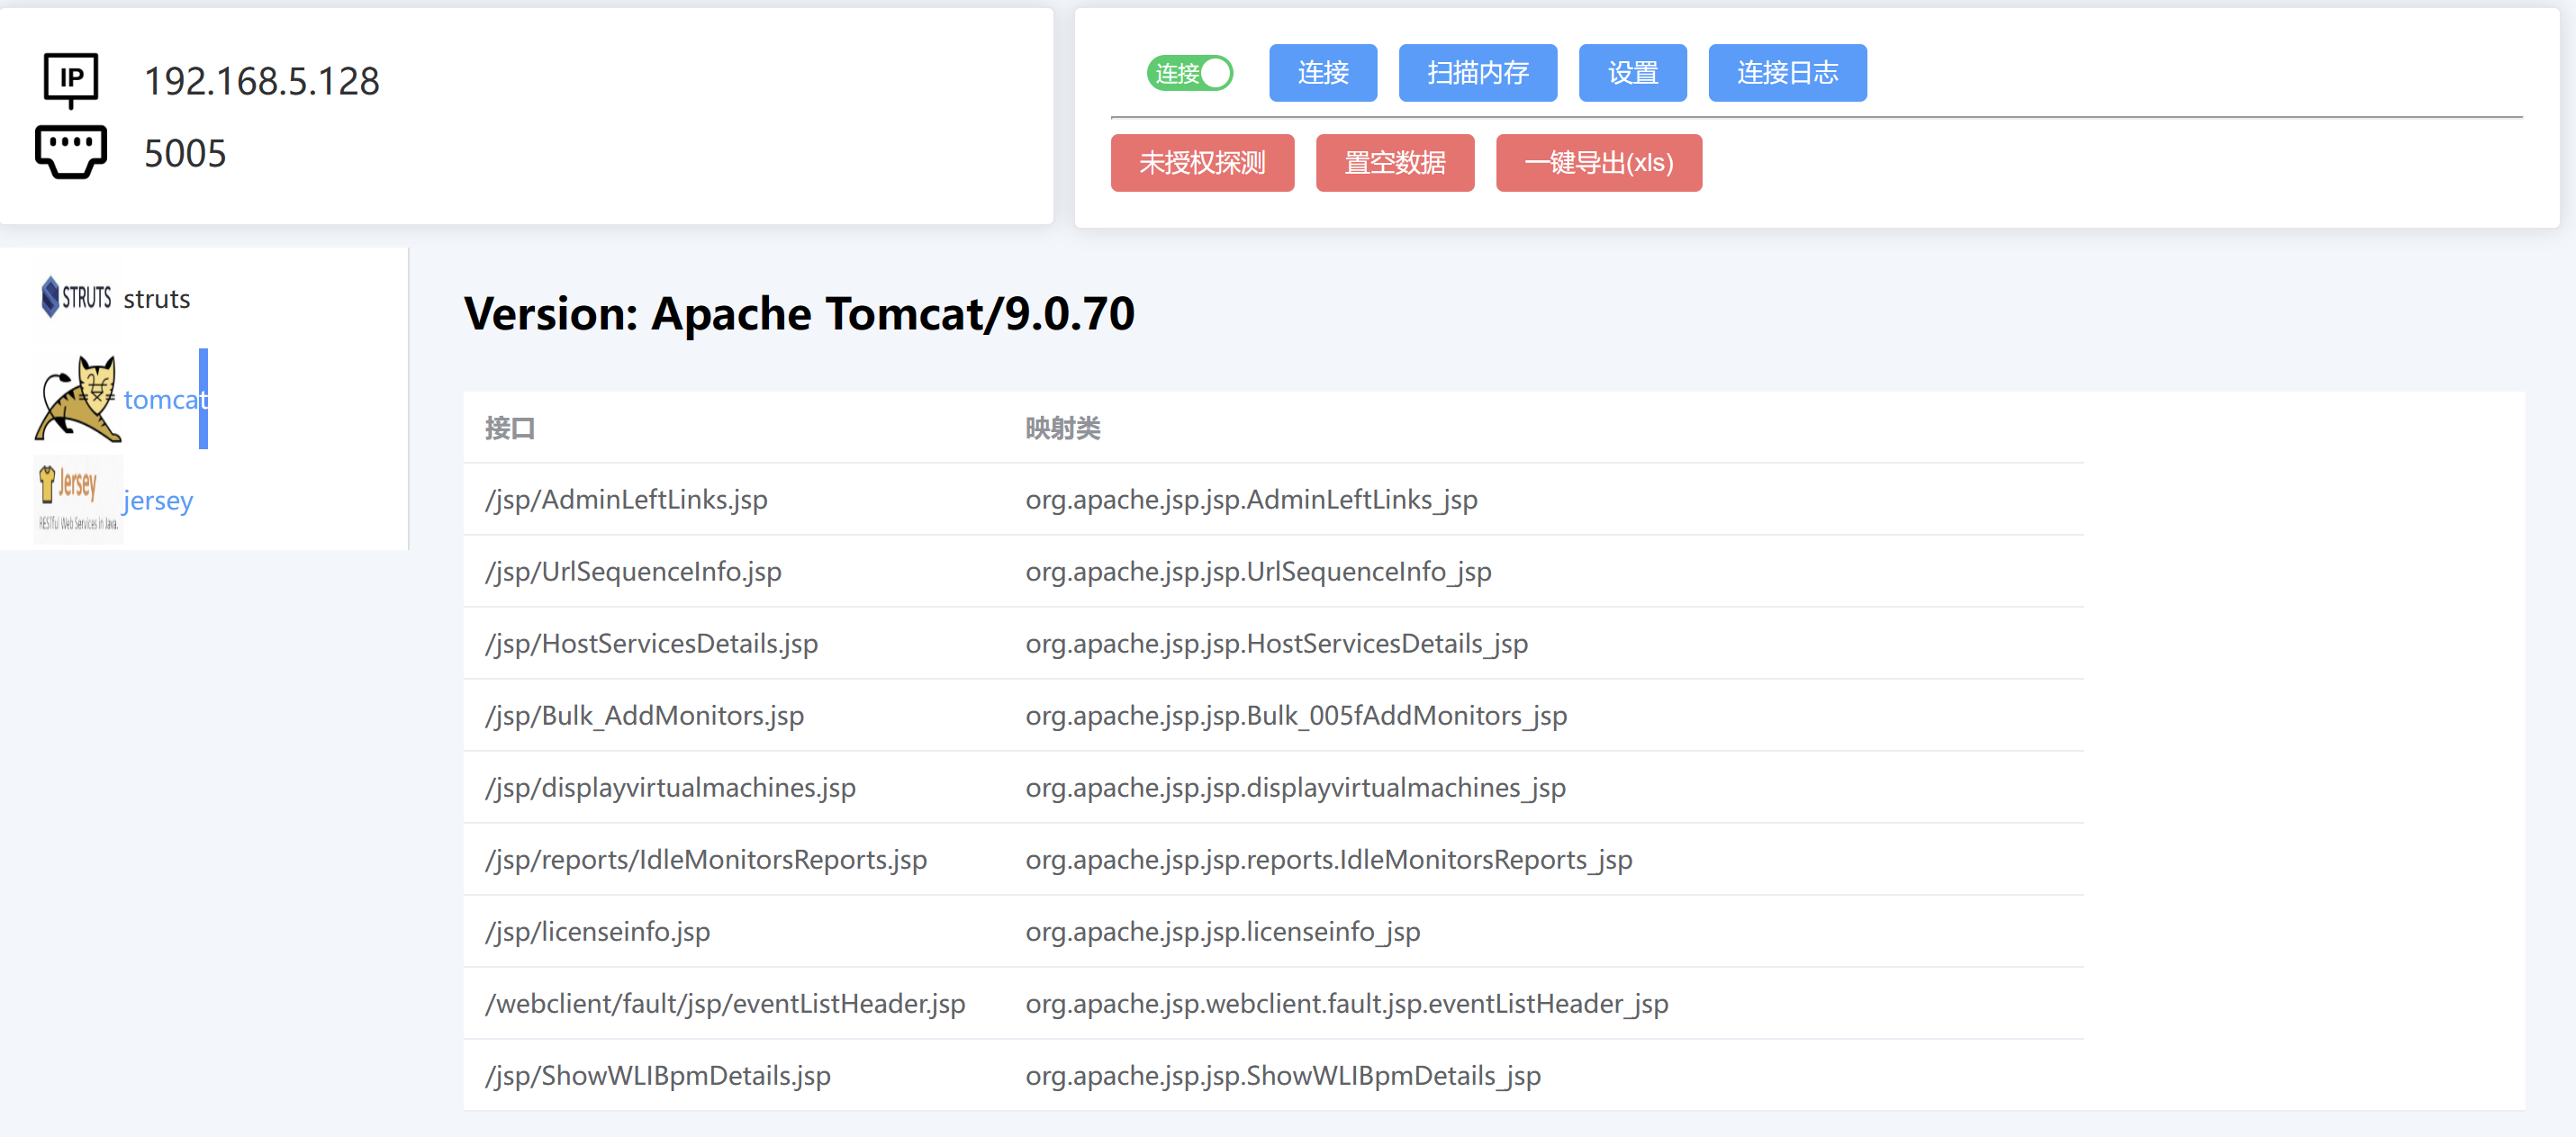 IP 192.168.5.128
5005
连接 连接 扫描内存 设置 连接日志
未授权探测 置空数据 一键导出(xls)
STRUTS struts
tomcat
Jersey
RESTful Web Services in Java.
jersey
Version: Apache Tomcat/9.0.70
接口 映射类
/jsp/AdminLeftLinks.jsp org.apache.jsp.jsp.AdminLeftLinks_jsp
/jsp/UrlSequenceInfo.jsp org.apache.jsp.jsp.UrlSequenceInfo_jsp
/jsp/HostServicesDetails.jsp org.apache.jsp.jsp.HostServicesDetails_jsp
/jsp/Bulk_AddMonitors.jsp org.apache.jsp.jsp.Bulk_005fAddMonitors_jsp
/jsp/displayvirtualmachines.jsp org.apache.jsp.jsp.displayvirtualmachines_jsp
/jsp/reports/IdleMonitorsReports.jsp org.apache.jsp.jsp.reports.IdleMonitorsReports_jsp
/jsp/licenseinfo.jsp org.apache.jsp.jsp.licenseinfo_jsp
/webclient/fault/jsp/eventListHeader.jsp org.apache.jsp.webclient.fault.jsp.eventListHeader_jsp
/jsp/ShowWLIBpmDetails.jsp org.apache.jsp.jsp.ShowWLIBpmDetails_jsp